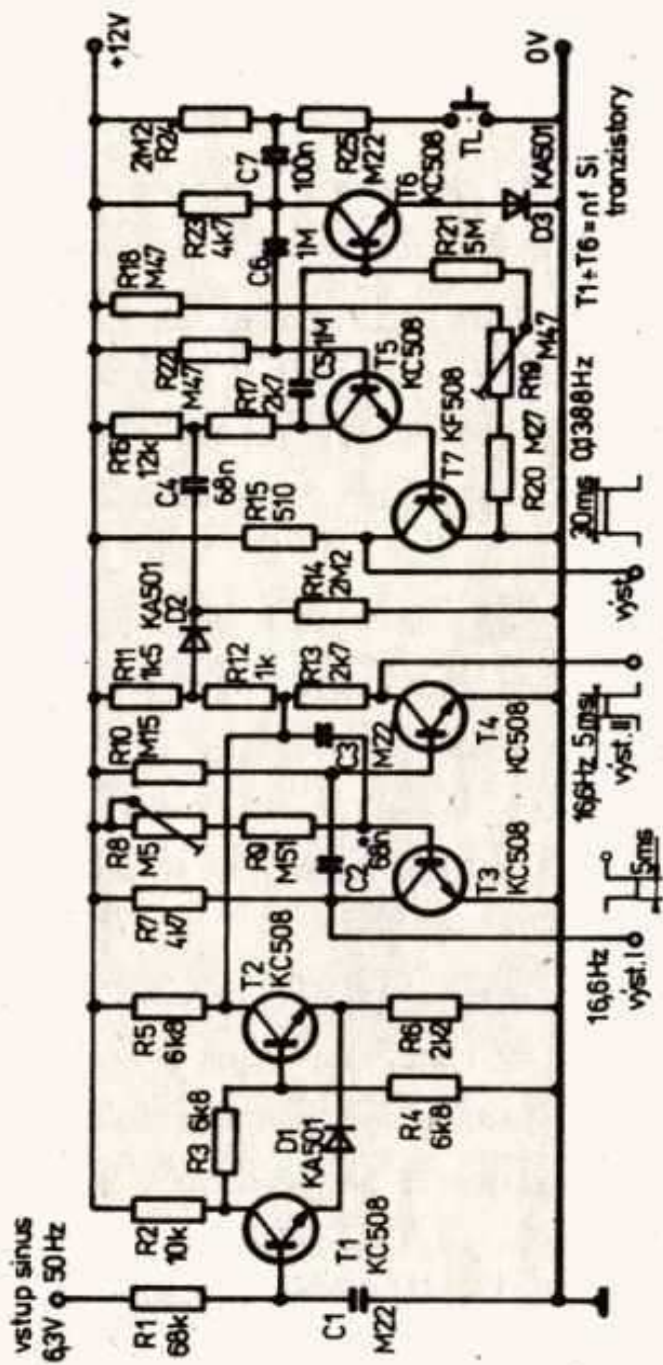 vstup sinus
6,3V 50Hz
R1
68k
R2
10k
R3 6k8
D1
KA501
T1
KC508
C1
M22
R4
6k8
R5
6k8
T2
KC508
R6
2k2
R7
4k7
R8
M5
R9
M51
C2
68n
T3
KC508
16,6Hz
5ms
výst. I
R10
M15
R11
1k5
R12
1k
R13
2k7
C3
M22
T4
KC508
16,6Hz 5ms
výst. II
KA501
D2
R14
2M2
R15
510
C4
68n
R16
12k
R17
2k7
R22
M47
R18
M47
C5 1M
T5
KC508
T7 KF508
R20 M27
R19
M47
20ms 0,1388Hz
výst.
R23
4k7
C6
1M
2M2
R24
C7
100n
R25
M22
T6
KC508
R21
5M
TL
D3
KA501
+12V
0V
T1÷T6=nf Si
tranzistory